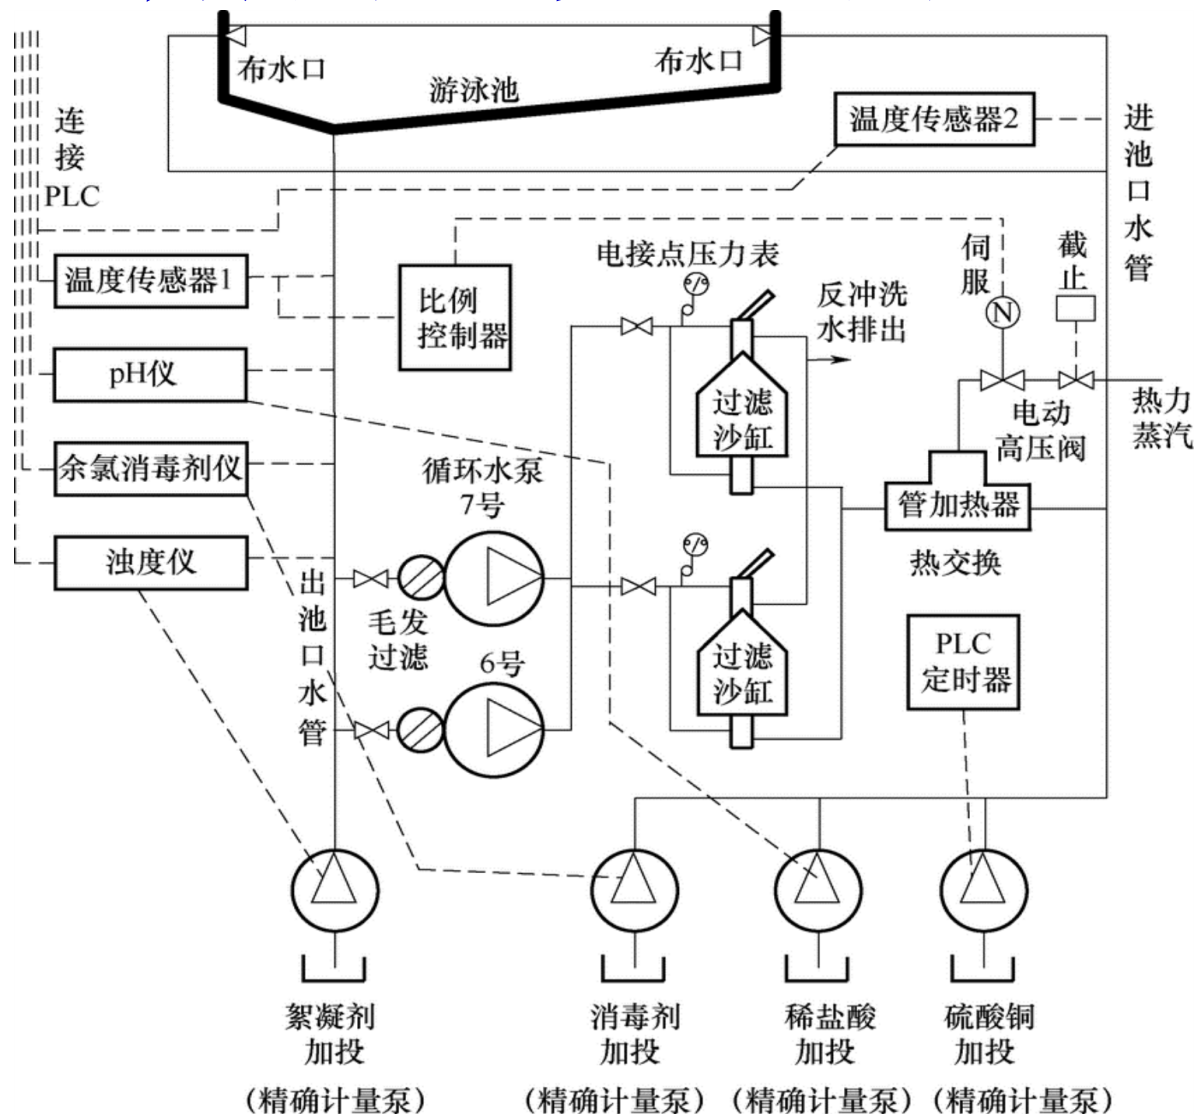 布水口
布水口
游泳池
连接
PLC
温度传感器2
进池口水管
电接点压力表
伺服
截止
温度传感器1
比例
控制器
反冲洗
水排出
N
pH仪
过滤
沙缸
电动
高压阀
热力
蒸汽
余氯消毒剂仪
循环水泵
7号
管加热器
热交换
浊度仪
出池口水管
毛发
过滤
6号
过滤
沙缸
PLC
定时器
絮凝剂
加投
(精确计量泵)
消毒剂
加投
(精确计量泵)
稀盐酸
加投
(精确计量泵)
硫酸铜
加投
(精确计量泵)